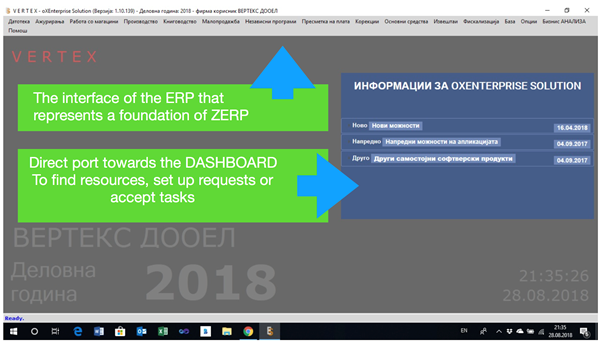 V E R T E X - oXEnterprise Solution (Верзија: 1.10.139) - Деловна година: 2018 - фирма корисник ВЕРТЕКС ДООЕЛ
Датотека Ажурирања Работа со магацини Производство Книговодство Малопродажба Независни програми Пресметка на плата Корекции Основни средства Извештаи Фискализација База Опции Бизнис АНАЛИЗА
Помош
VERTEX
The interface of the ERP that
represents a foundation of ZERP
ИНФОРМАЦИИ ЗА OXENTERPRISE SOLUTION
Ново Нови можности 16.04.2018
Напредно Напредни можности на апликацијата 04.09.2017
Друго Други самостојни софтверски продукти 04.09.2017
Direct port towards the DASHBOARD
To find resources, set up requests or
accept tasks
ВЕРТЕКС ДООЕЛ
Деловна
година
2018
21:35:26
28.08.2018
Ready.
EN
21:35
28.08.2018